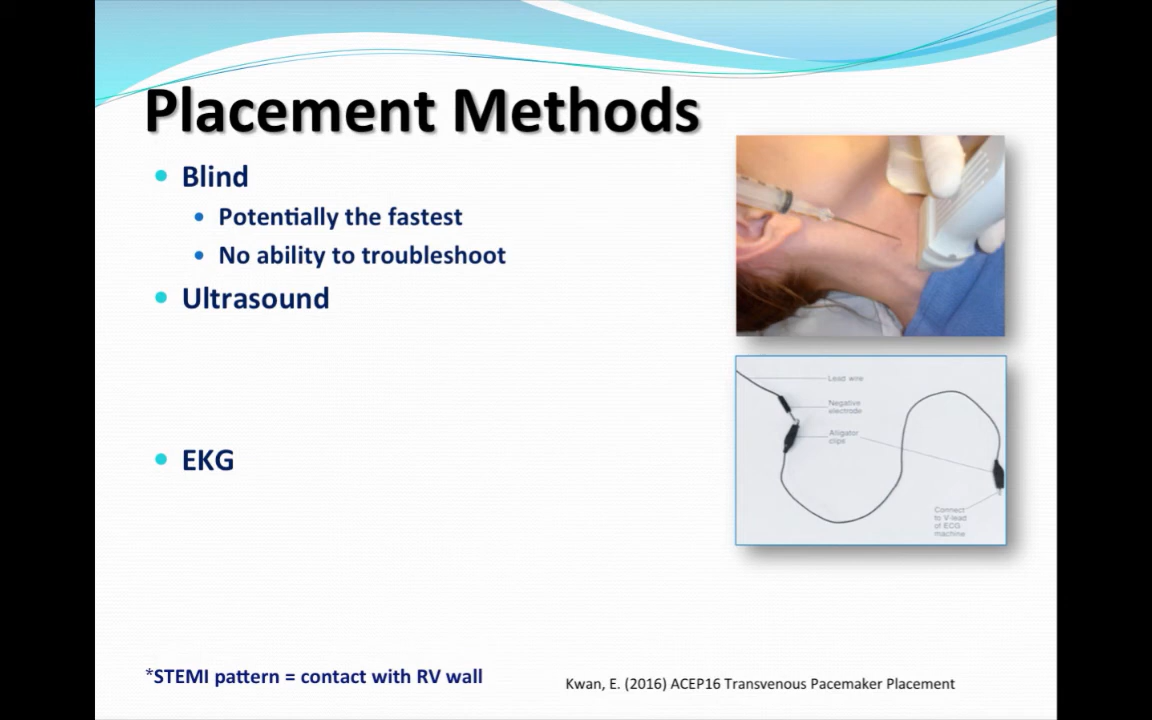 Placement Methods
Blind
Potentially the fastest
No ability to troubleshoot
Ultrasound
EKG
Lead wire
Negative
electrode
Alligator
clips
Connect
to V-lead
of ECG
machine
*STEMI pattern = contact with RV wall
Kwan, E. (2016) ACEP16 Transvenous Pacemaker Placement